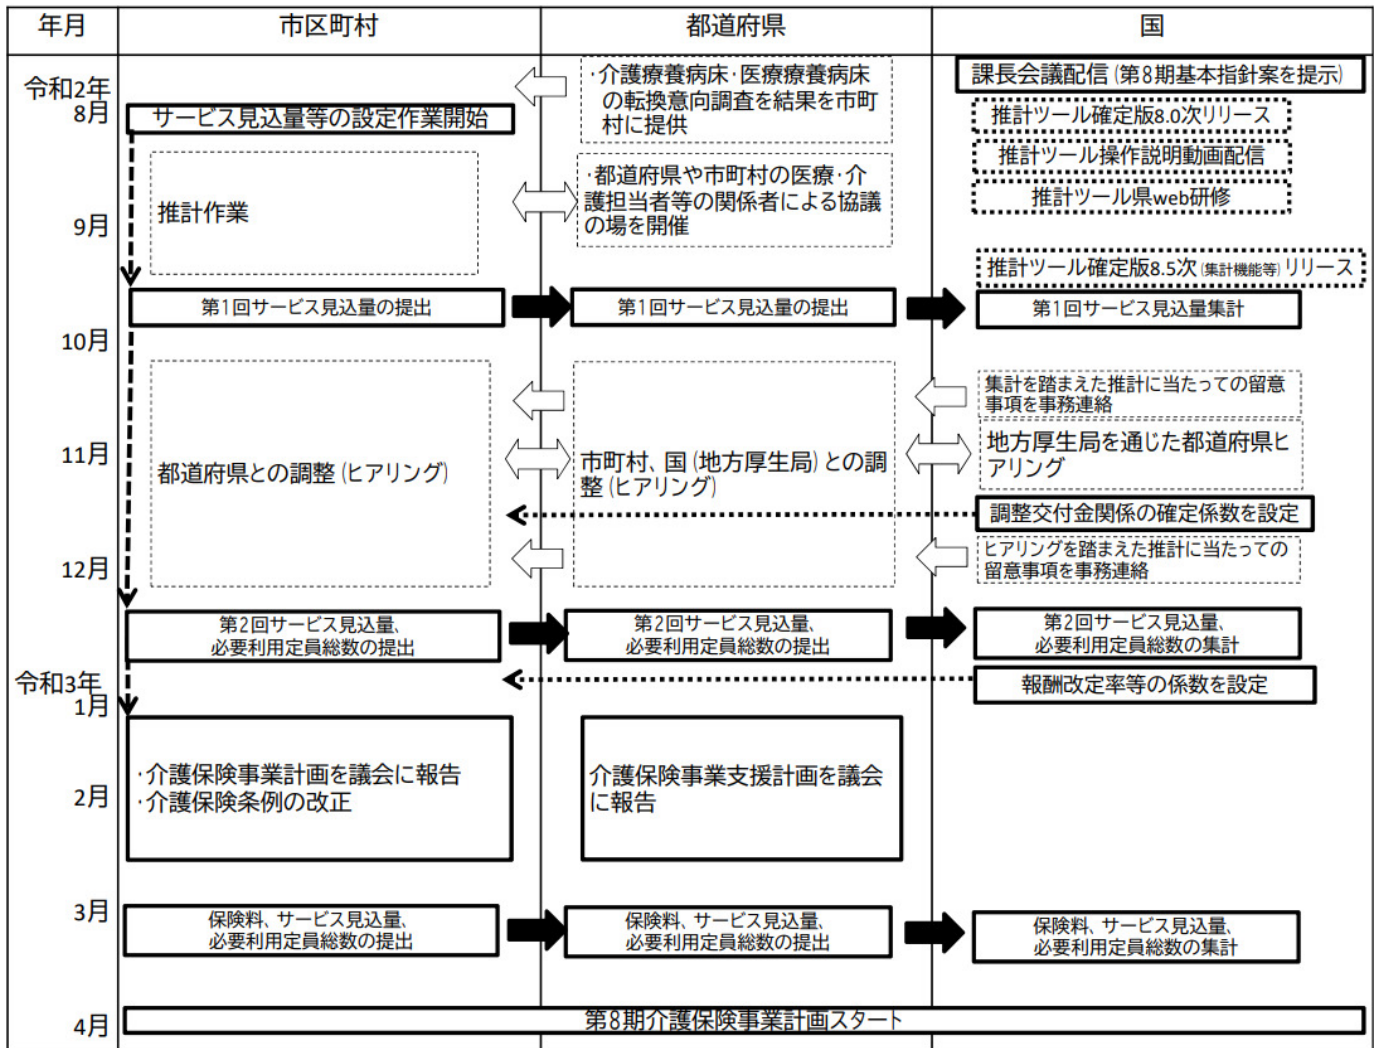 年月
市区町村
都道府県
国
令和2年
8月
・介護療養病床・医療療養病床
の転換意向調査を結果を市町
村に提供
課長会議配信(第8期基本指針案を提示)
サービス見込量等の設定作業開始
推計ツール確定版8.0次リリース
推計ツール操作説明動画配信
推計ツール県web研修
9月
推計作業
・都道府県や市町村の医療・介
護担当者等の関係者による協議
の場を開催
推計ツール確定版8.5次(集計機能等)リリース
第1回サービス見込量の提出
第1回サービス見込量の提出
第1回サービス見込量集計
10月
集計を踏まえた推計に当たっての留意
事項を事務連絡
11月
都道府県との調整(ヒアリング)
市町村、国(地方厚生局)との調
整(ヒアリング)
地方厚生局を通じた都道府県ヒ
アリング
調整交付金関係の確定係数を設定
12月
ヒアリングを踏まえた推計に当たっての
留意事項を事務連絡
第2回サービス見込量、
必要利用定員総数の提出
第2回サービス見込量、
必要利用定員総数の提出
第2回サービス見込量、
必要利用定員総数の集計
令和3年
1月
報酬改定率等の係数を設定
2月
・介護保険事業計画を議会に報告
・介護保険条例の改正
介護保険事業支援計画を議会
に報告
3月
保険料、サービス見込量、
必要利用定員総数の提出
保険料、サービス見込量、
必要利用定員総数の提出
保険料、サービス見込量、
必要利用定員総数の集計
4月
第8期介護保険事業計画スタート